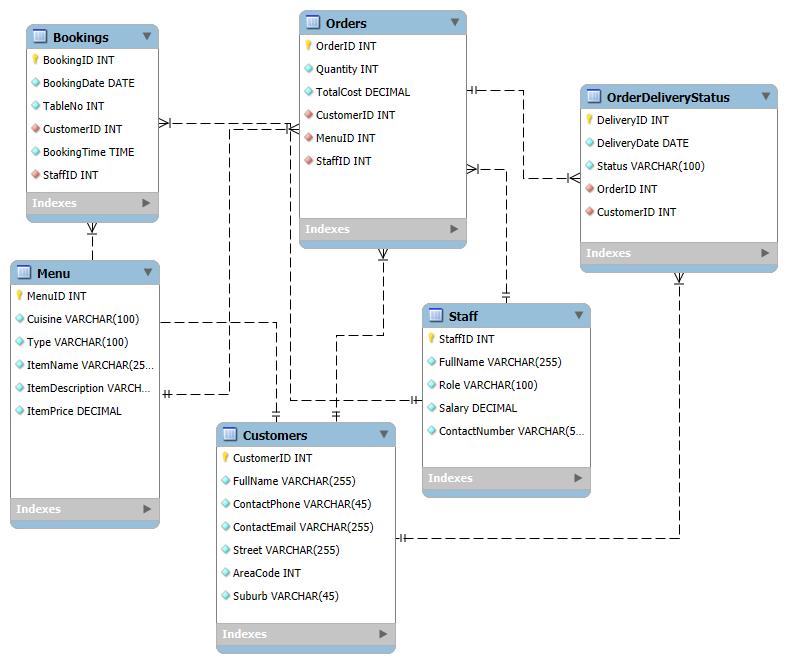 Bookings
BookingID INT
BookingDate DATE
TableNo INT
CustomerID INT
BookingTime TIME
StaffID INT
Indexes
Orders
OrderID INT
Quantity INT
TotalCost DECIMAL
CustomerID INT
MenuID INT
StaffID INT
Indexes
OrderDeliveryStatus
DeliveryID INT
DeliveryDate DATE
Status VARCHAR(100)
OrderID INT
CustomerID INT
Indexes
Menu
MenuID INT
Cuisine VARCHAR(100)
Type VARCHAR(100)
ItemName VARCHAR(25...
ItemDescription VARCH...
ItemPrice DECIMAL
Indexes
Staff
StaffID INT
FullName VARCHAR(255)
Role VARCHAR(100)
Salary DECIMAL
ContactNumber VARCHAR(5...
Indexes
Customers
CustomerID INT
FullName VARCHAR(255)
ContactPhone VARCHAR(45)
ContactEmail VARCHAR(255)
Street VARCHAR(255)
AreaCode INT
Suburb VARCHAR(45)
Indexes